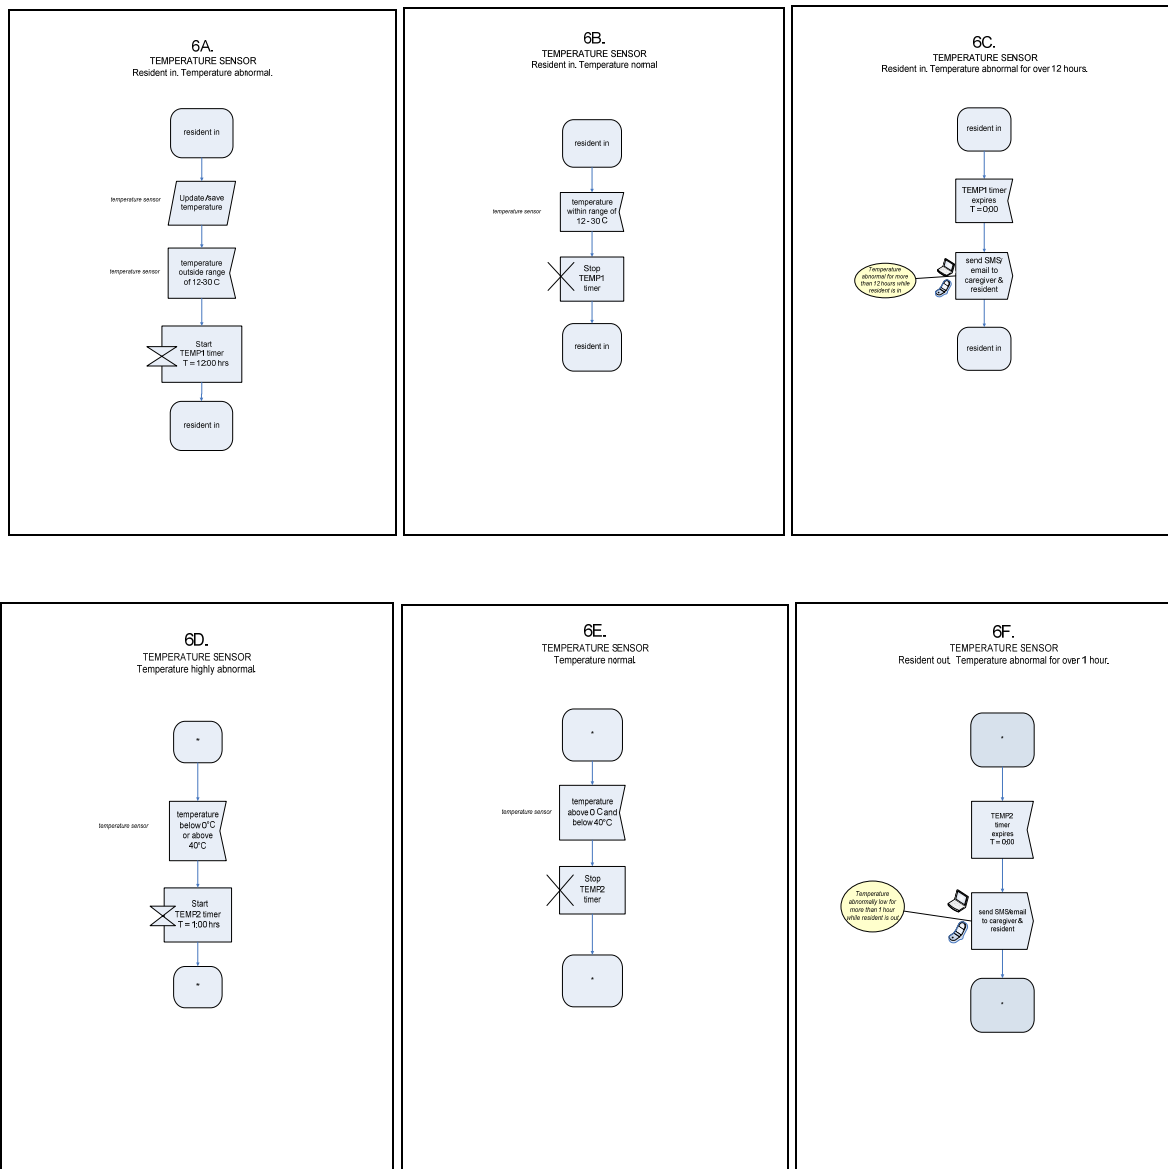 6A.
TEMPERATURE SENSOR
Resident in. Temperature abnormal.
resident in
temperature sensor
Update/save
temperature
temperature sensor
temperature
outside range
of 12-30 C
Start
TEMP1 timer
T = 12:00 hrs
resident in
6B.
TEMPERATURE SENSOR
Resident in. Temperature normal
resident in
temperature sensor
temperature
within range of
12 - 30 C
Stop
TEMP1
timer
resident in
6C.
TEMPERATURE SENSOR
Resident in. Temperature abnormal for over 12 hours.
resident in
TEMP1 timer
expires
T = 0:00
Temperature
abnormal for more
than 12 hours while
resident is in
send SMS/
email to
caregiver &
resident
resident in
6D.
TEMPERATURE SENSOR
Temperature highly abnormal.
*
temperature sensor
temperature
below 0°C
or above
40°C
Start
TEMP2 timer
T = 1:00 hrs
*
6E.
TEMPERATURE SENSOR
Temperature normal.
*
temperature sensor
temperature
above 0 C and
below 40°C
Stop
TEMP2
timer
*
6F.
TEMPERATURE SENSOR
Resident out. Temperature abnormal for over 1 hour.
*
TEMP2
timer
expires
T = 0:00
Temperature
abnormally low for
more than 1 hour
while resident is out
send SMS/email
to caregiver &
resident
*